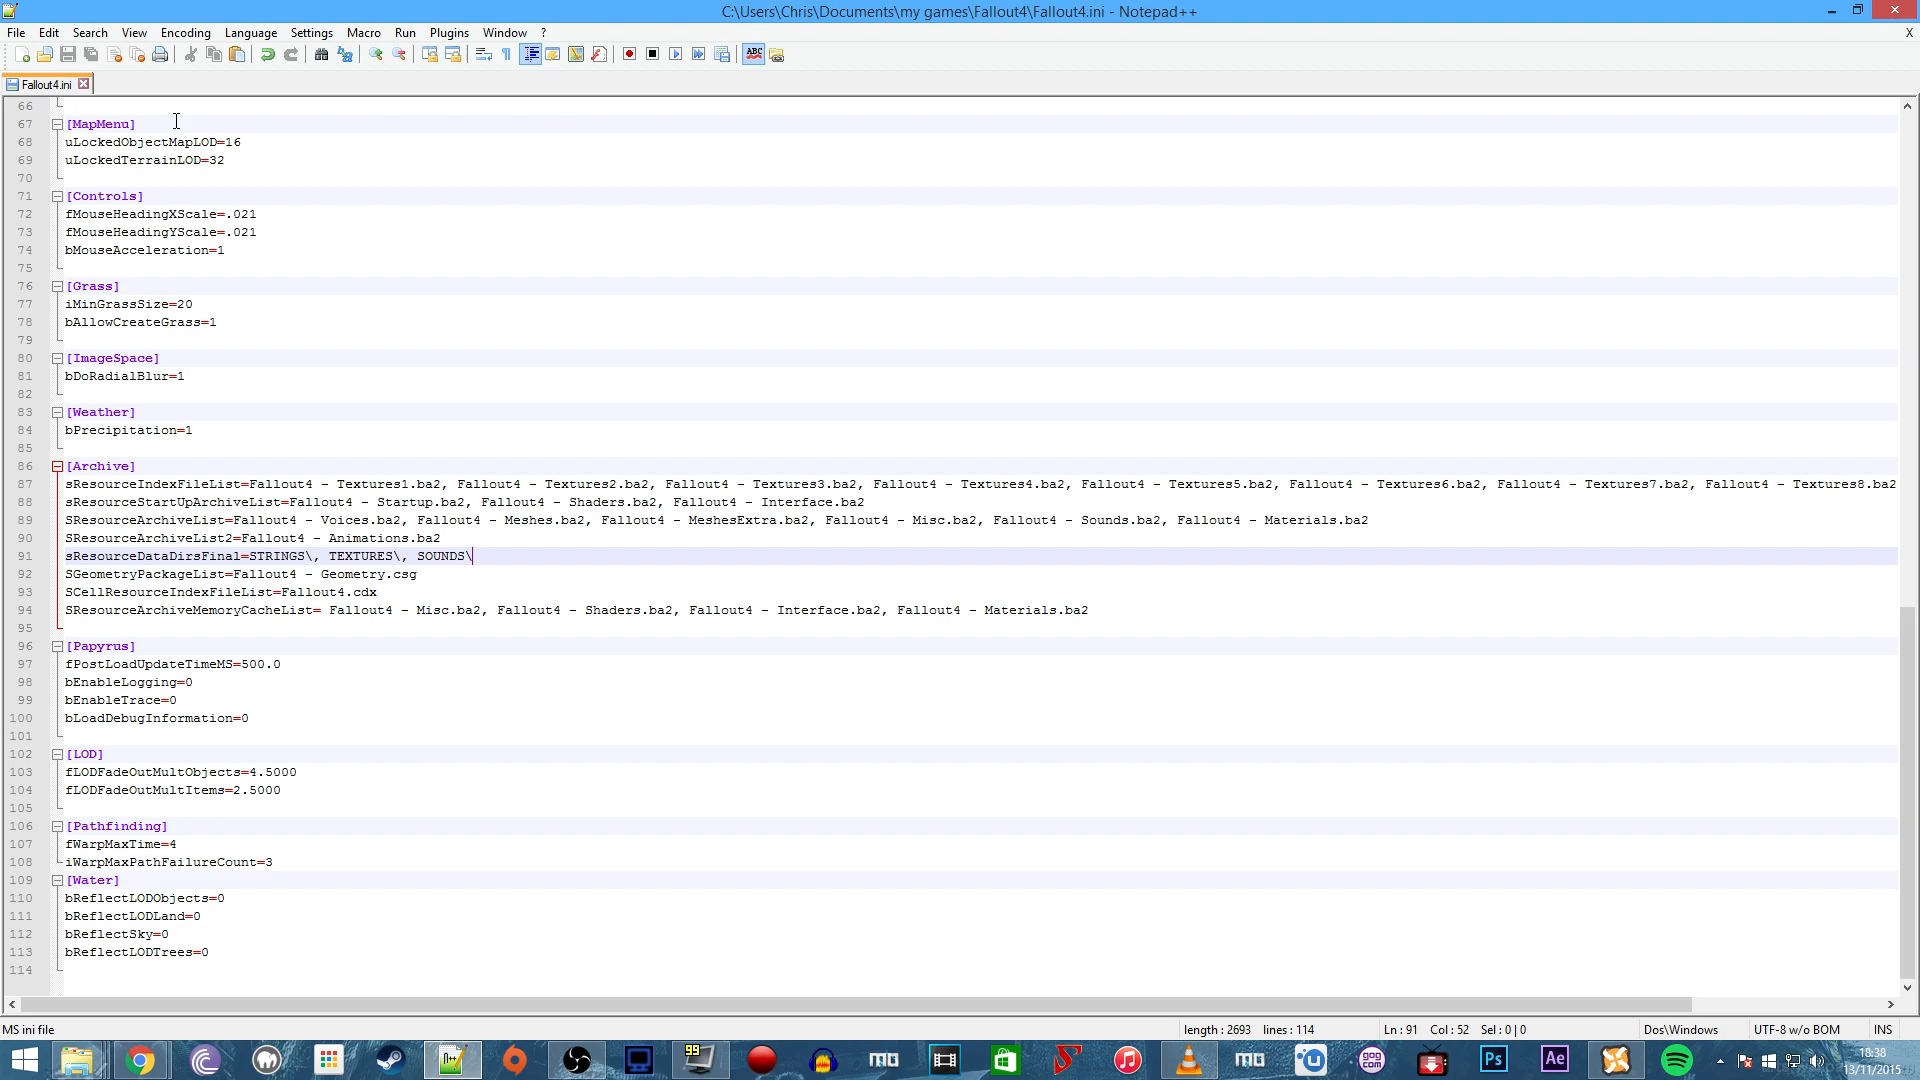 C:\Users\Chris\Documents\my games\Fallout4\Fallout4.ini - Notepad++
File Edit Search View Encoding Language Settings Macro Run Plugins Window ? X
Fallout4.ini
66
67 [MapMenu]
68 uLockedObjectMapLOD=16
69 uLockedTerrainLOD=32
70
71 [Controls]
72 fMouseHeadingXScale=.021
73 fMouseHeadingYScale=.021
74 bMouseAcceleration=1
75
76 [Grass]
77 iMinGrassSize=20
78 bAllowCreateGrass=1
79
80 [ImageSpace]
81 bDoRadialBlur=1
82
83 [Weather]
84 bPrecipitation=1
85
86 [Archive]
87 sResourceIndexFileList=Fallout4 - Textures1.ba2, Fallout4 - Textures2.ba2, Fallout4 - Textures3.ba2, Fallout4 - Textures4.ba2, Fallout4 - Textures5.ba2, Fallout4 - Textures6.ba2, Fallout4 - Textures7.ba2, Fallout4 - Textures8.ba2
88 sResourceStartUpArchiveList=Fallout4 - Startup.ba2, Fallout4 - Shaders.ba2, Fallout4 - Interface.ba2
89 SResourceArchiveList=Fallout4 - Voices.ba2, Fallout4 - Meshes.ba2, Fallout4 - MeshesExtra.ba2, Fallout4 - Misc.ba2, Fallout4 - Sounds.ba2, Fallout4 - Materials.ba2
90 SResourceArchiveList2=Fallout4 - Animations.ba2
91 sResourceDataDirsFinal=STRINGS\, TEXTURES\, SOUNDS\
92 SGeometryPackageList=Fallout4 - Geometry.csg
93 SCellResourceIndexFileList=Fallout4.cdx
94 SResourceArchiveMemoryCacheList= Fallout4 - Misc.ba2, Fallout4 - Shaders.ba2, Fallout4 - Interface.ba2, Fallout4 - Materials.ba2
95
96 [Papyrus]
97 fPostLoadUpdateTimeMS=500.0
98 bEnableLogging=0
99 bEnableTrace=0
100 bLoadDebugInformation=0
101
102 [LOD]
103 fLODFadeOutMultObjects=4.5000
104 fLODFadeOutMultItems=2.5000
105
106 [Pathfinding]
107 fWarpMaxTime=4
108 iWarpMaxPathFailureCount=3
109 [Water]
110 bReflectLODObjects=0
111 bReflectLODLand=0
112 bReflectSky=0
113 bReflectLODTrees=0
114
MS ini file length : 2693 lines : 114 Ln : 91 Col : 52 Sel : 0 | 0 Dos\Windows UTF-8 w/o BOM INS
99
Ps Ae
18:38
13/11/2015